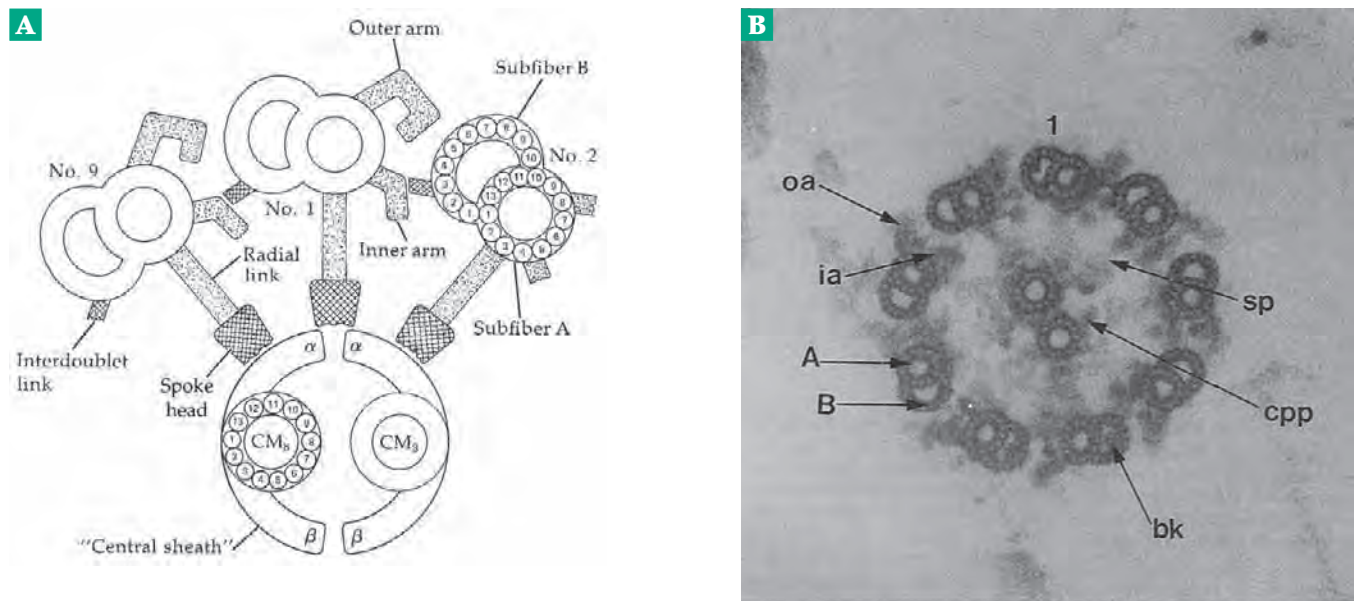 A
Outer arm
Subfiber B
No. 9
No. 2
No. 1
Radial
link
Inner arm
Subfiber A
Interdoublet
link
Spoke
head
α α
CM₈ CM₃
β β
"Central sheath"
B
1
oa
ia
sp
A
B
cpp
bk